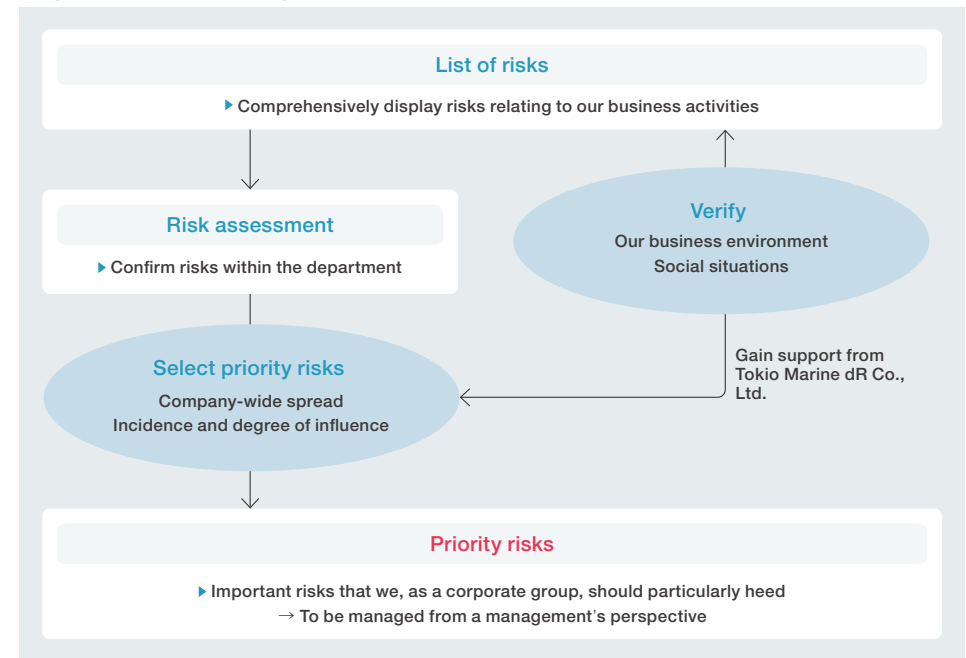 List of risks
Comprehensively display risks relating to our business activities
Verify
Our business environment
Social situations
Risk assessment
Confirm risks within the department
Gain support from
Tokio Marine dR Co.,
Ltd.
Select priority risks
Company-wide spread
Incidence and degree of influence
Priority risks
Important risks that we, as a corporate group, should particularly heed
→ To be managed from a management's perspective